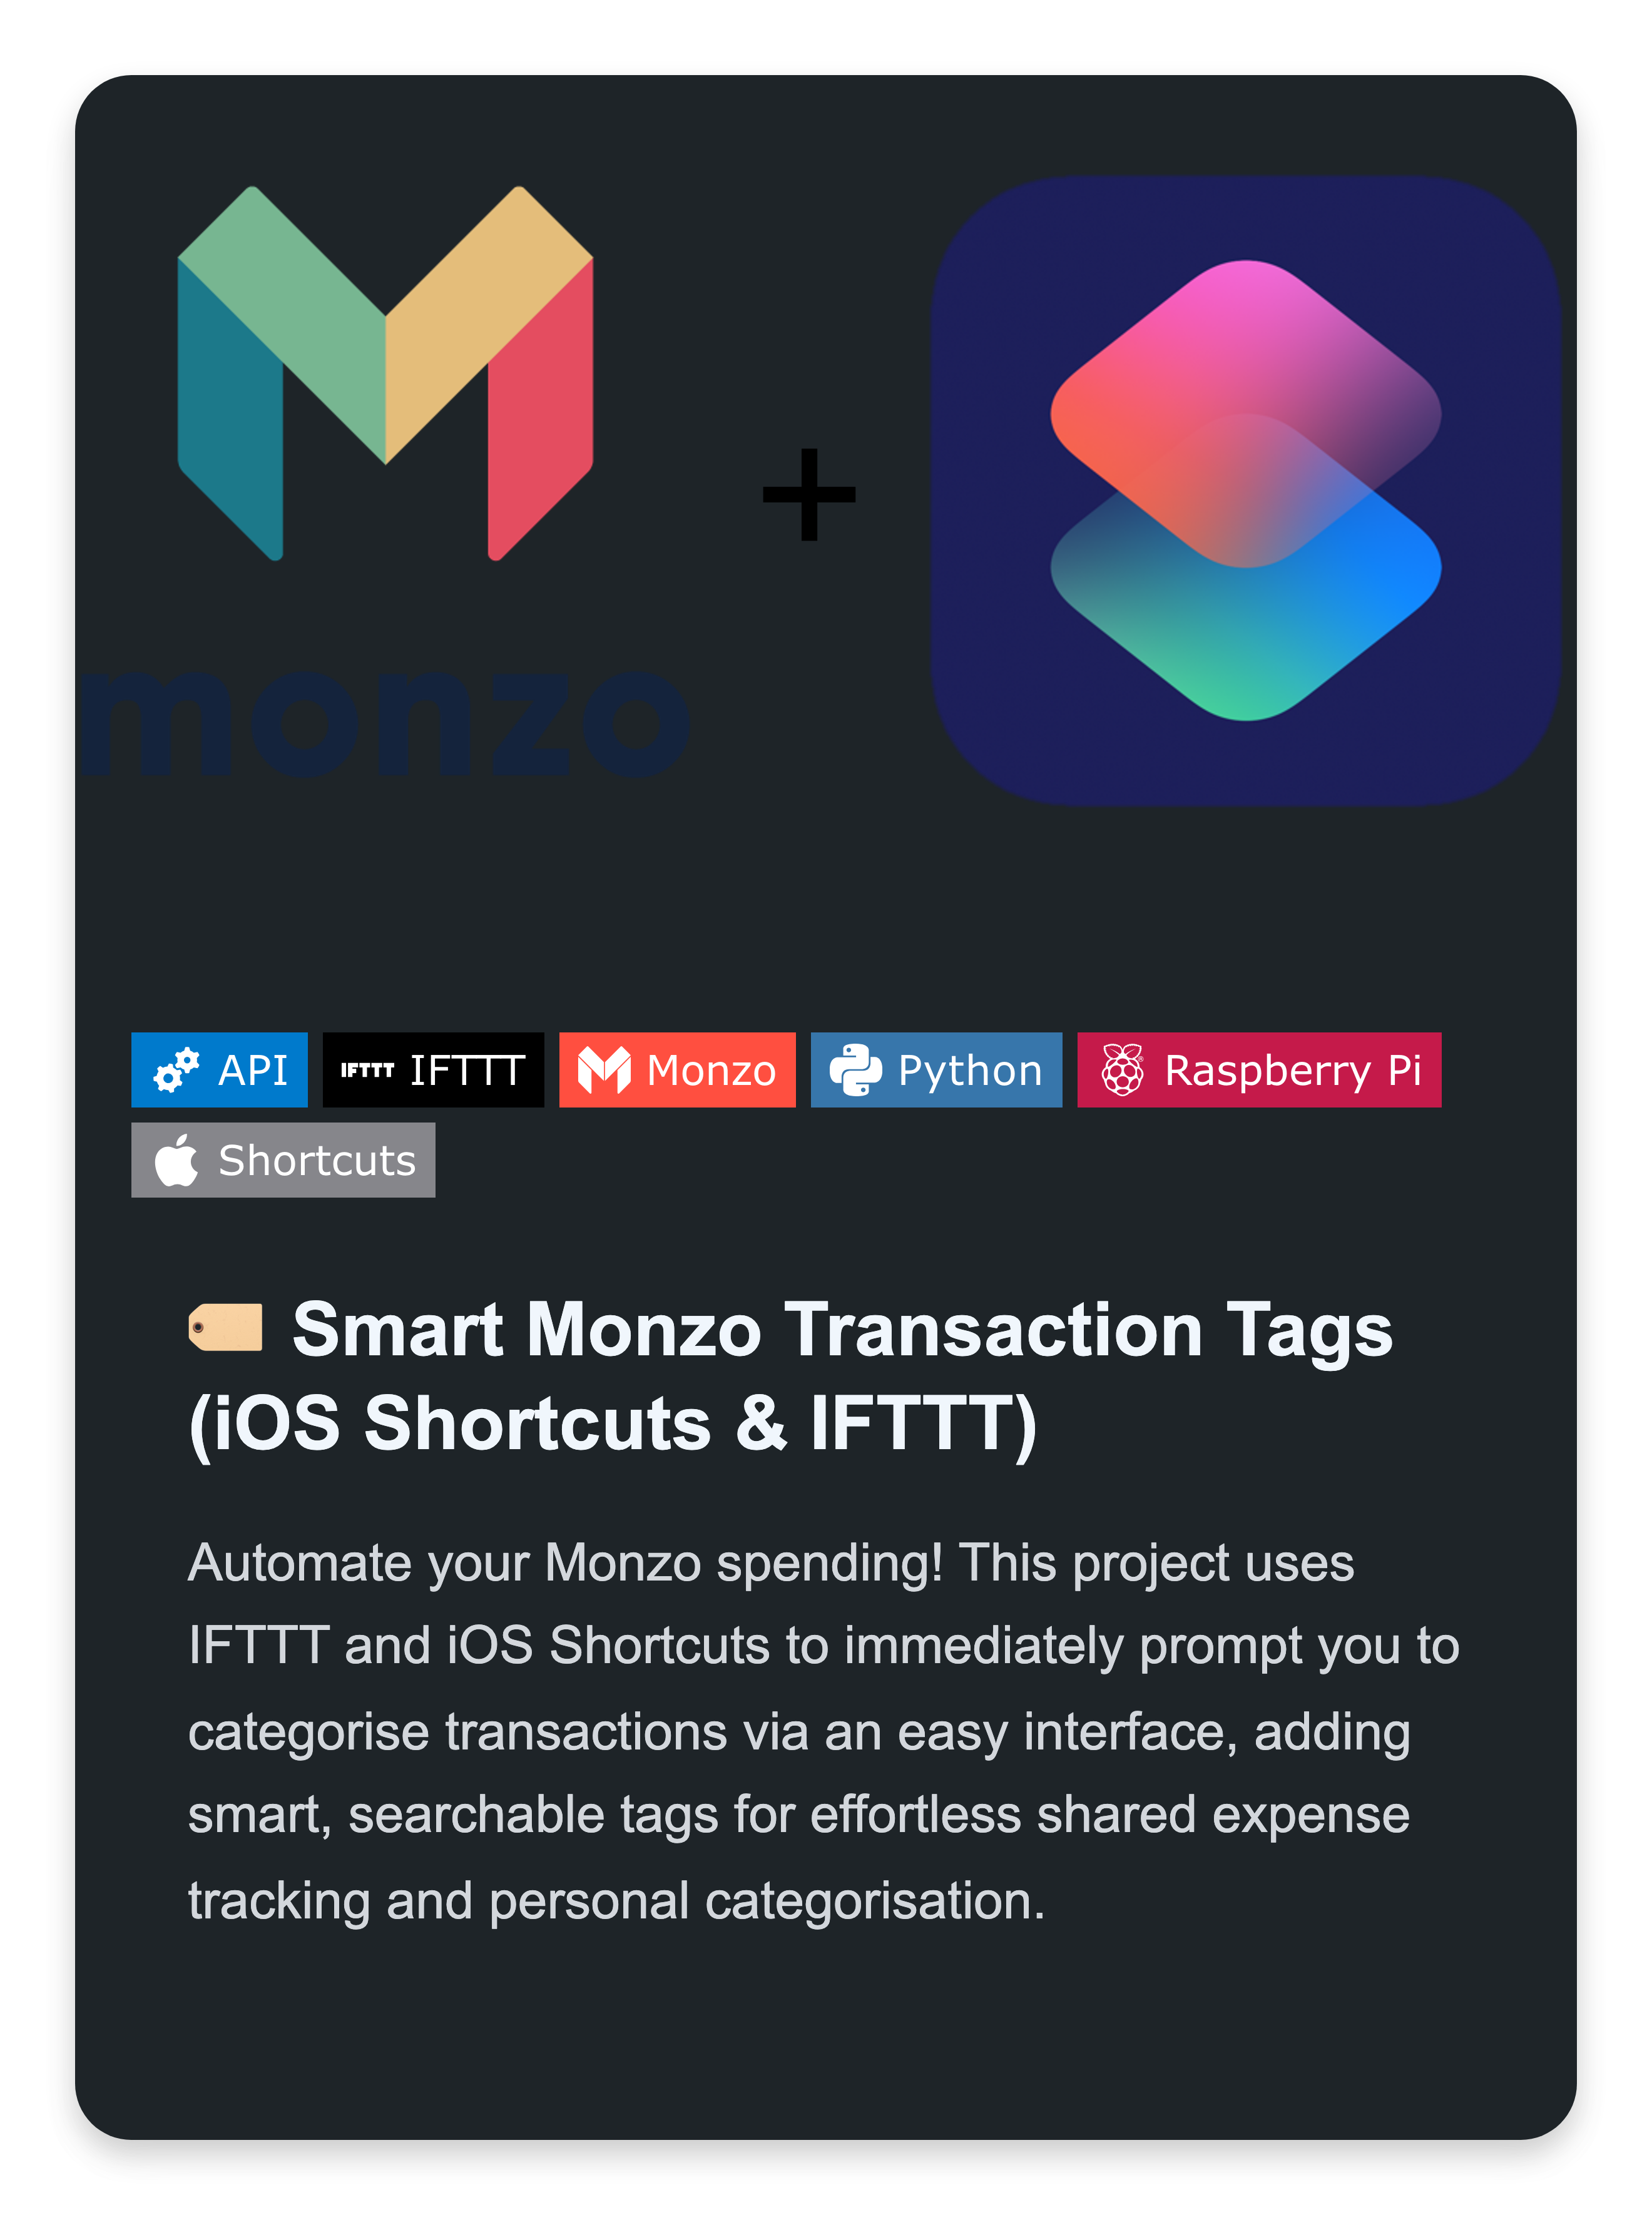 monzo
+
API IFTTT IFTTT Monzo Python Raspberry Pi
Shortcuts
Smart Monzo Transaction Tags
(iOS Shortcuts & IFTTT)
Automate your Monzo spending! This project uses
IFTTT and iOS Shortcuts to immediately prompt you to
categorise transactions via an easy interface, adding
smart, searchable tags for effortless shared expense
tracking and personal categorisation.